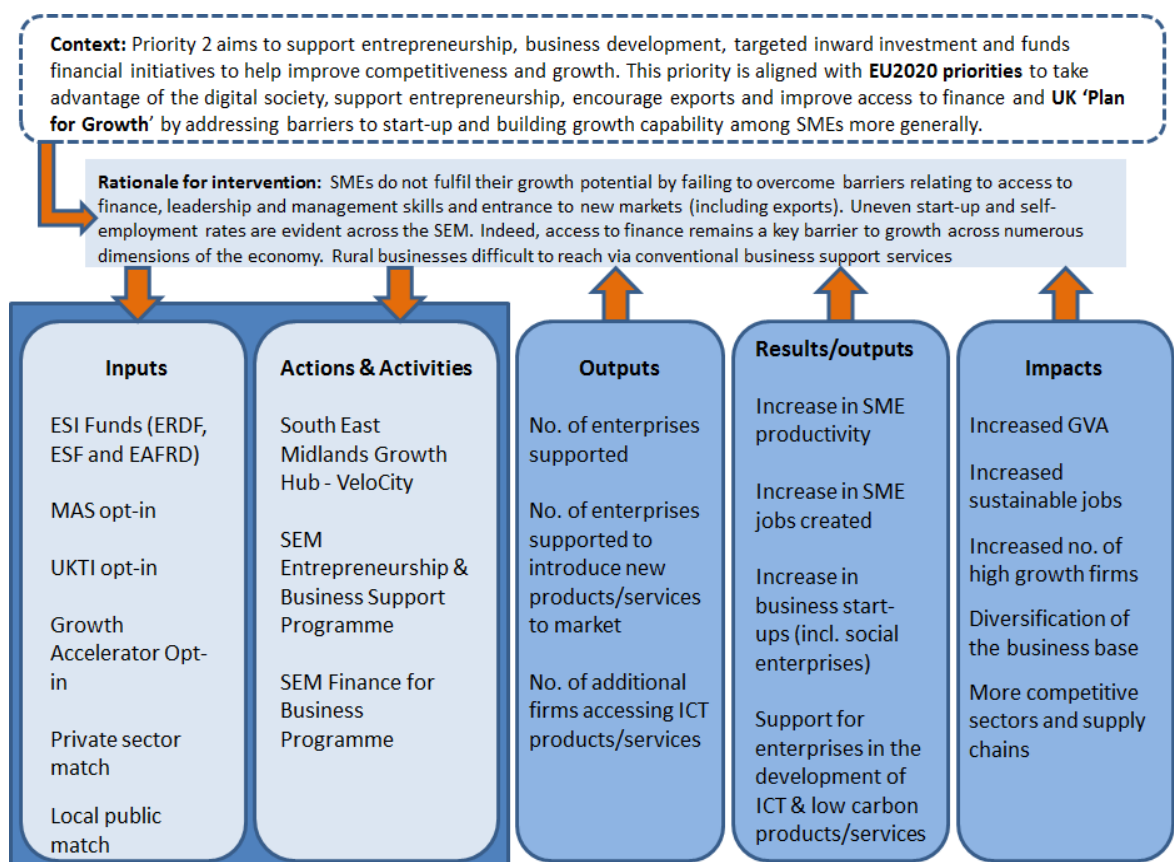 Context: Priority 2 aims to support entrepreneurship, business development, targeted inward investment and funds
financial initiatives to help improve competitiveness and growth. This priority is aligned with EU2020 priorities to take
advantage of the digital society, support entrepreneurship, encourage exports and improve access to finance and UK ‘Plan
for Growth’ by addressing barriers to start-up and building growth capability among SMEs more generally.
Rationale for intervention: SMEs do not fulfil their growth potential by failing to overcome barriers relating to access to
finance, leadership and management skills and entrance to new markets (including exports). Uneven start-up and self-
employment rates are evident across the SEM. Indeed, access to finance remains a key barrier to growth across numerous
dimensions of the economy. Rural businesses difficult to reach via conventional business support services
Inputs
ESI Funds (ERDF,
ESF and EAFRD)
MAS opt-in
UKTI opt-in
Growth
Accelerator Opt-
in
Private sector
match
Local public
match
Actions & Activities
South East
Midlands Growth
Hub - VeloCity
SEM
Entrepreneurship &
Business Support
Programme
SEM Finance for
Business
Programme
Outputs
No. of enterprises
supported
No. of enterprises
supported to
introduce new
products/services
to market
No. of additional
firms accessing ICT
products/services
Results/outputs
Increase in SME
productivity
Increase in SME
jobs created
Increase in
business start-
ups (incl. social
enterprises)
Support for
enterprises in the
development of
ICT & low carbon
products/services
Impacts
Increased GVA
Increased
sustainable jobs
Increased no. of
high growth firms
Diversification of
the business base
More competitive
sectors and supply
chains